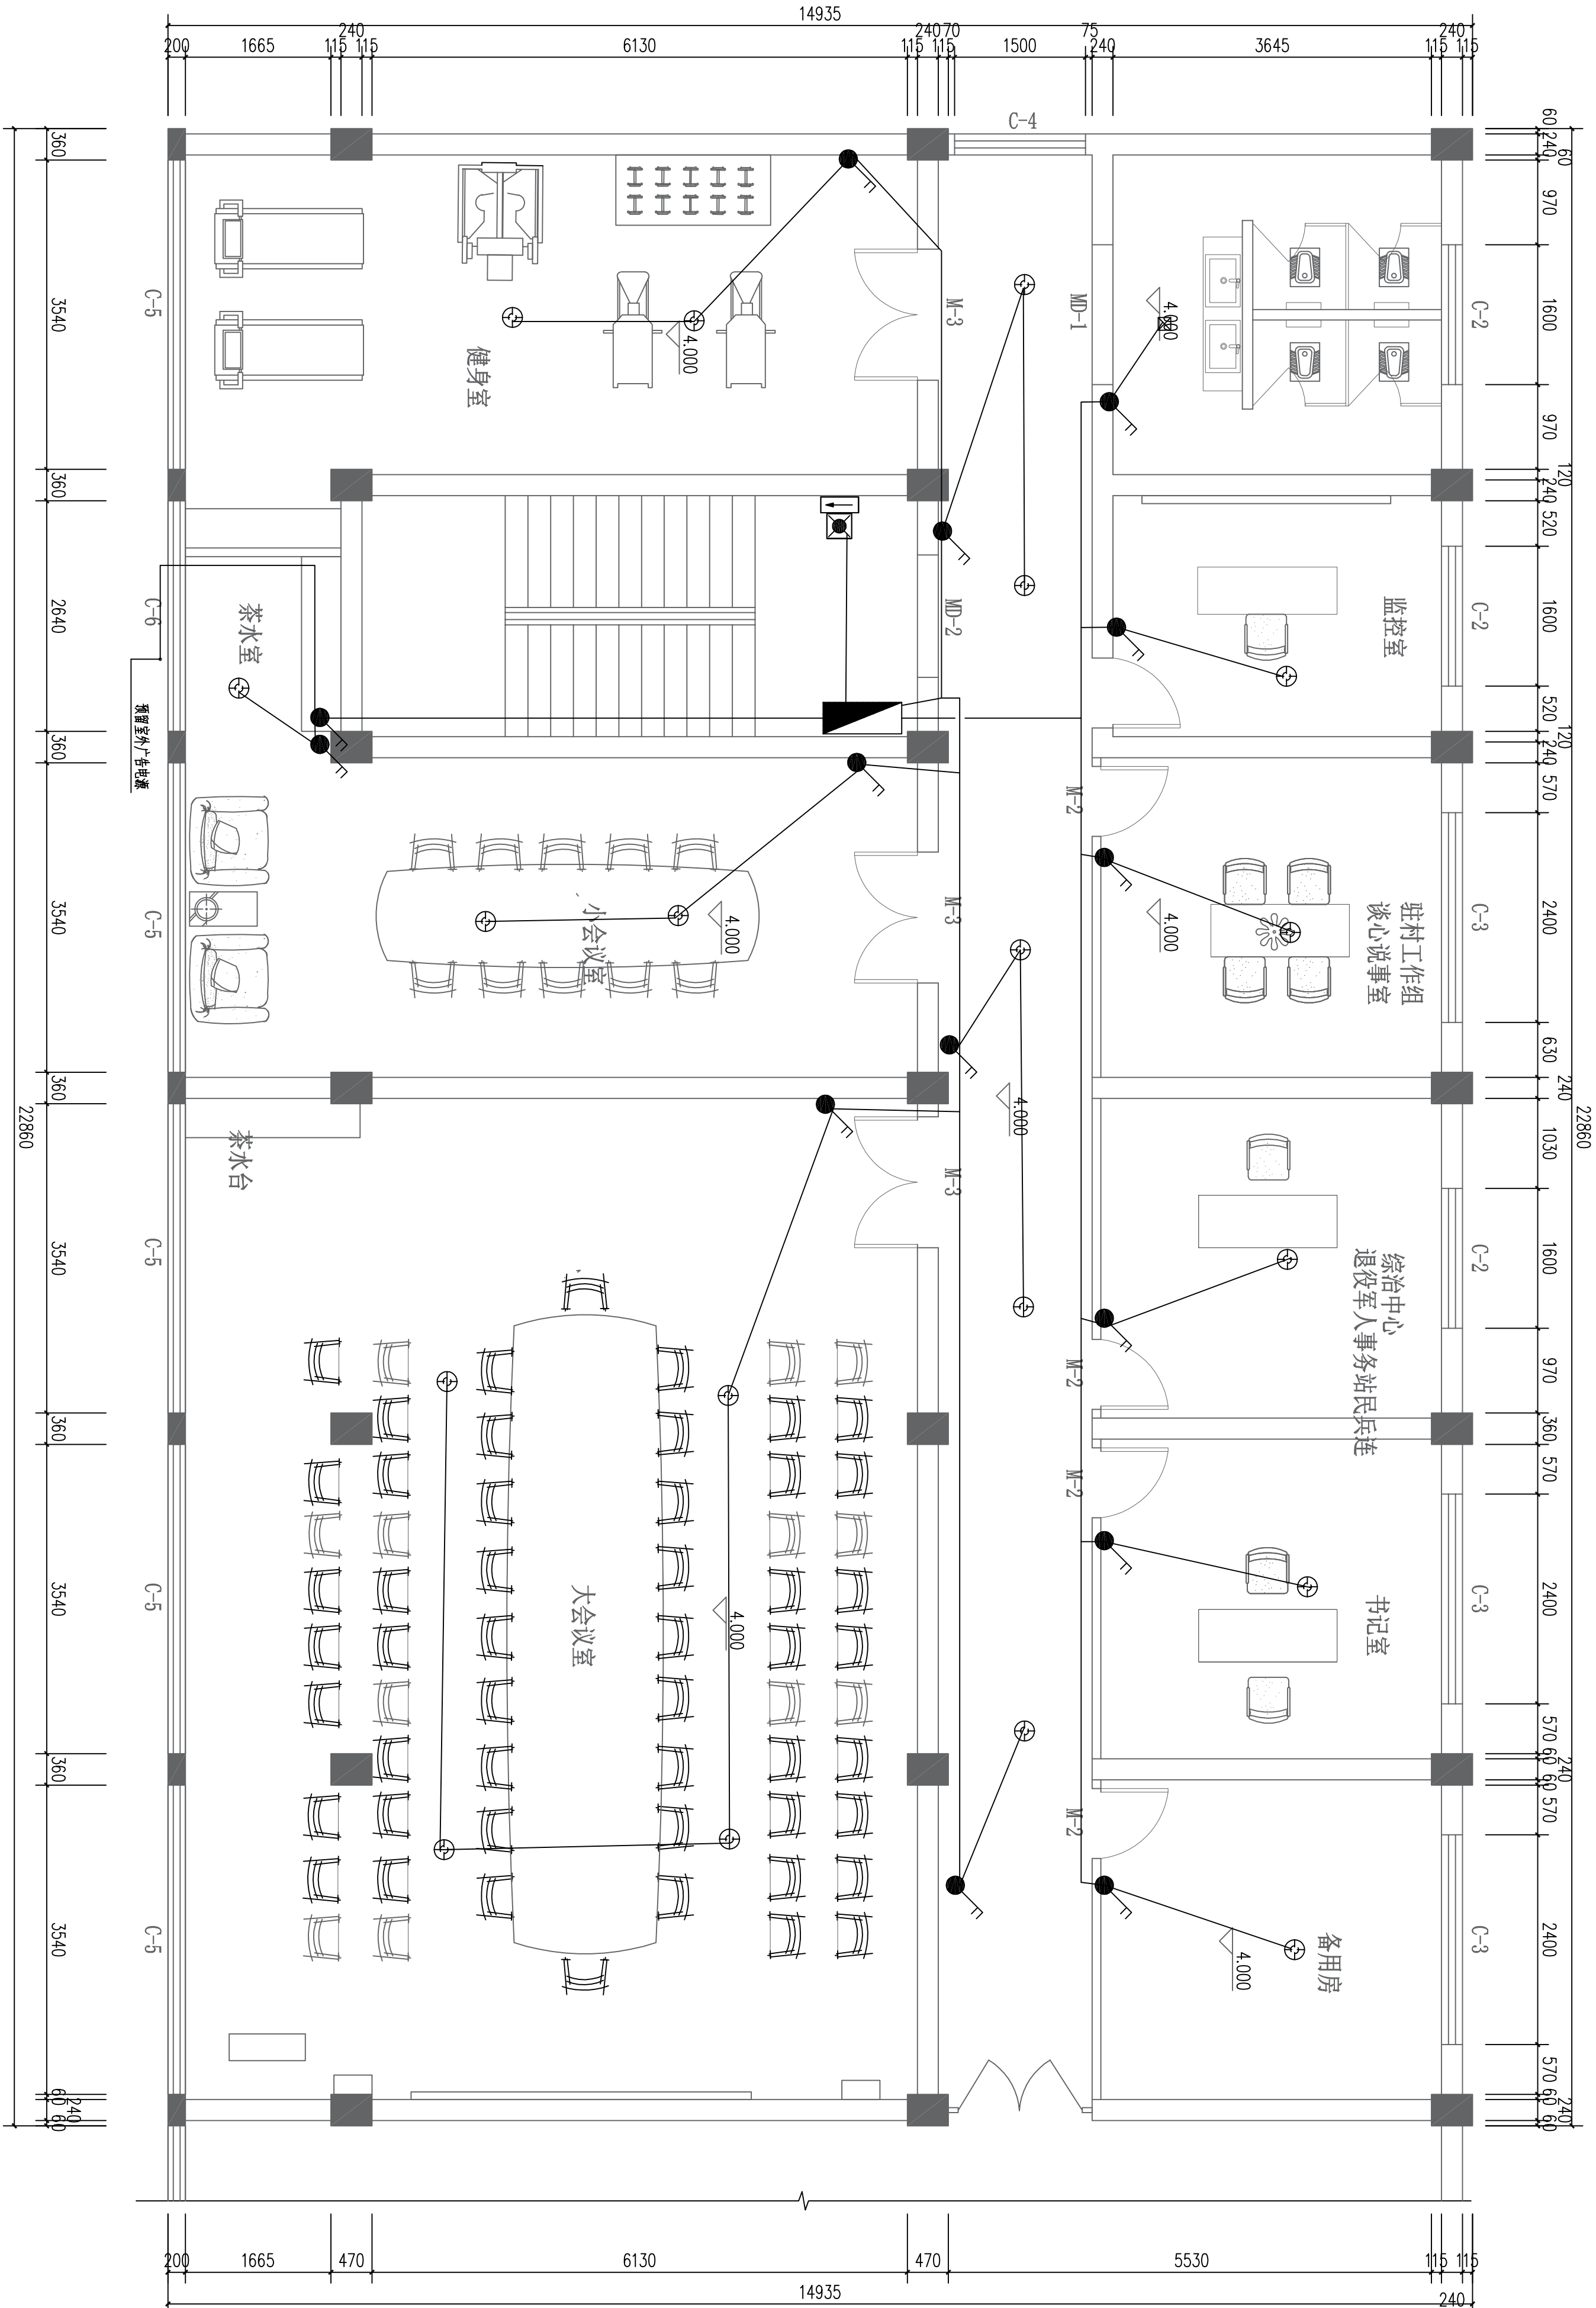 14935
240
240 70
75
240
200
1665
115
115
6130
115
115
1500
240
3645
115
115
C-4
60
240
60
970
1600
970
120
240
520
1600
520
120
240
570
2400
630
240
1030
1600
970
360
570
2400
570
60
240
60
570
2400
570
60
240
60
22860
360
3540
360
2640
360
3540
360
3540
360
3540
360
3540
60
240
60
22860
C-2
C-2
C-3
C-2
C-3
C-3
C-5
C-6
C-5
C-5
C-5
C-5
MD-1
M-3
MD-2
M-2
M-3
M-3
M-2
M-2
M-2
4.000
4.000
4.000
4.000
4.000
4.000
4.000
健身室
监控室
茶水室
预留室外广告电源
驻村工作组
谈心说事室
小会议室
茶水台
综治中心
退役军人事务站民兵连
大会议室
书记室
备用房
200
1665
470
6130
470
5530
115
115
14935
240